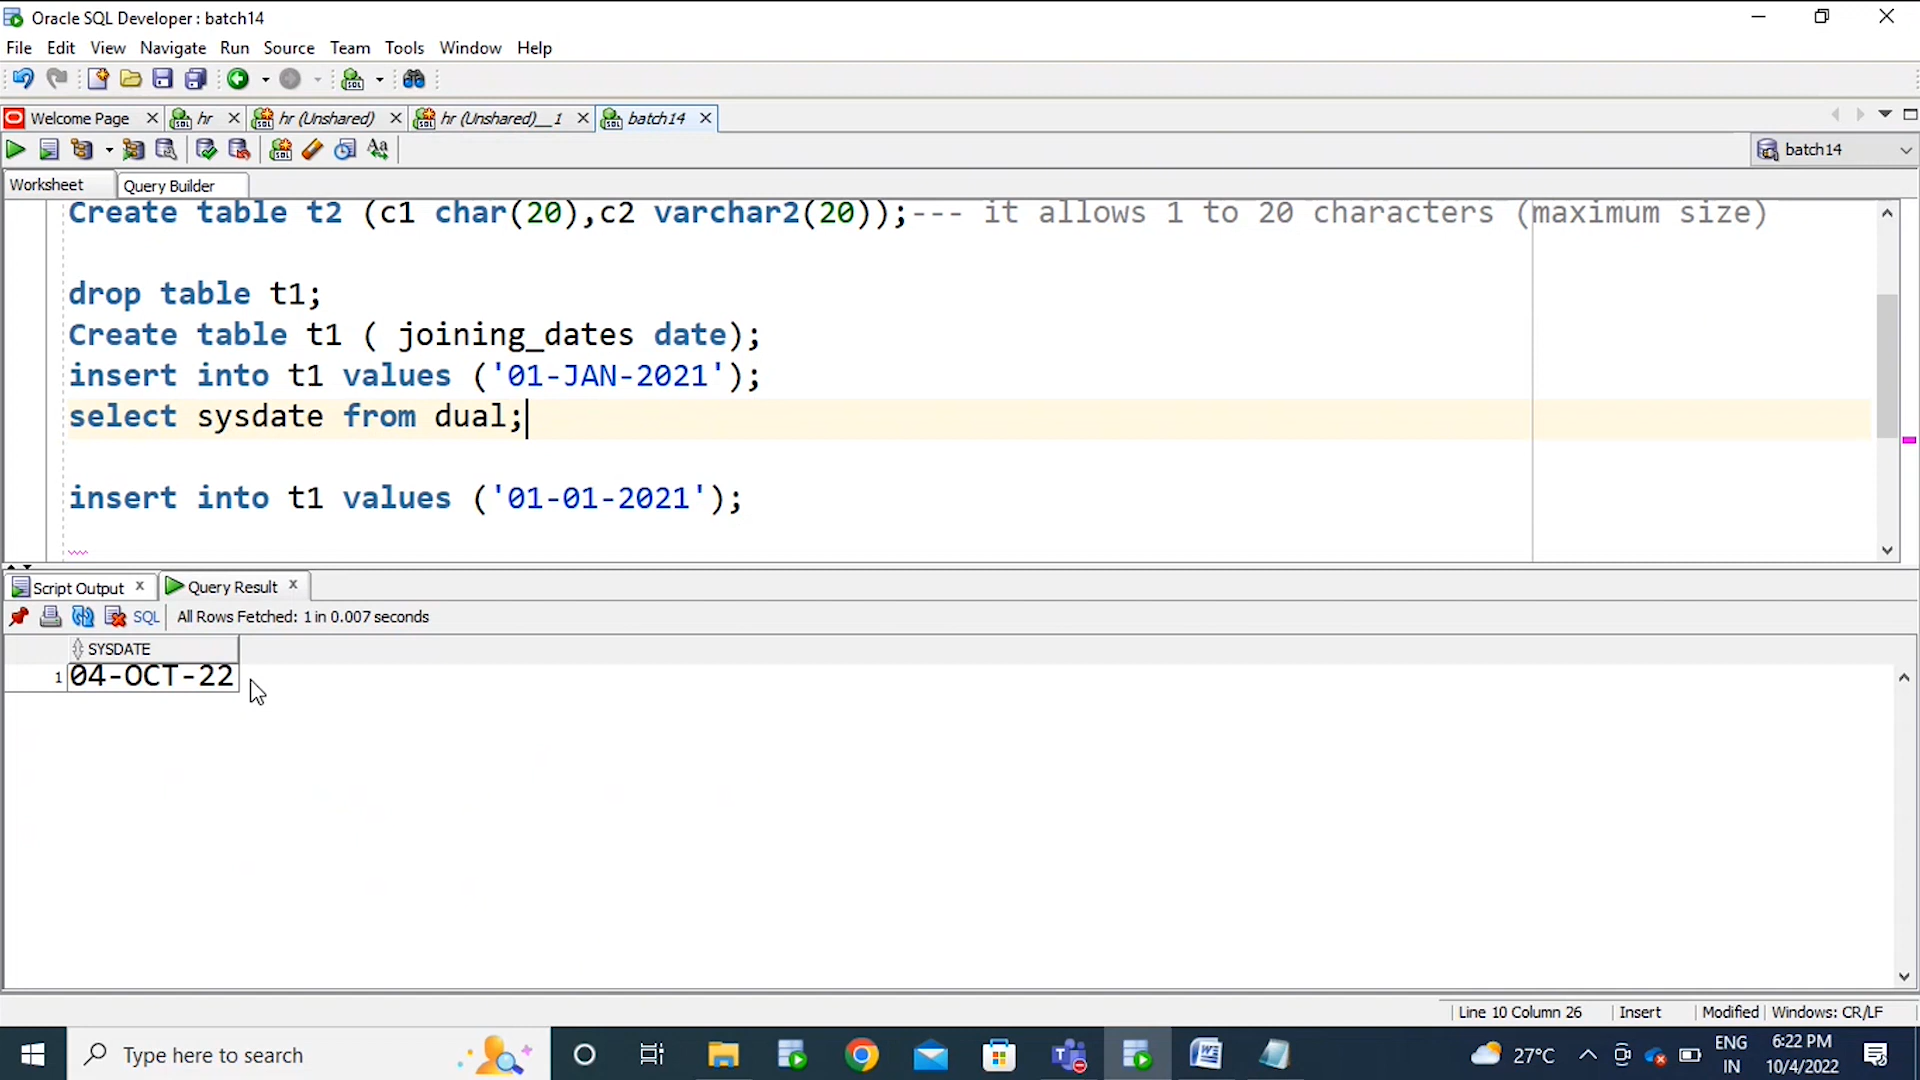 Oracle SQL Developer : batch14
File Edit View Navigate Run Source Team Tools Window Help
Welcome Page hr hr (Unshared) hr (Unshared)__1 batch14
batch14
Worksheet Query Builder
Create table t2 (c1 char(20),c2 varchar2(20));--- it allows 1 to 20 characters (maximum size)
drop table t1;
Create table t1 ( joining_dates date);
insert into t1 values ('01-JAN-2021');
select sysdate from dual;
insert into t1 values ('01-01-2021');
Script Output x Query Result x
SQL All Rows Fetched: 1 in 0.007 seconds
SYSDATE
1 04-OCT-22
Line 10 Column 26 Insert Modified Windows: CR/LF
Type here to search
27°C ENG IN 6:22 PM 10/4/2022